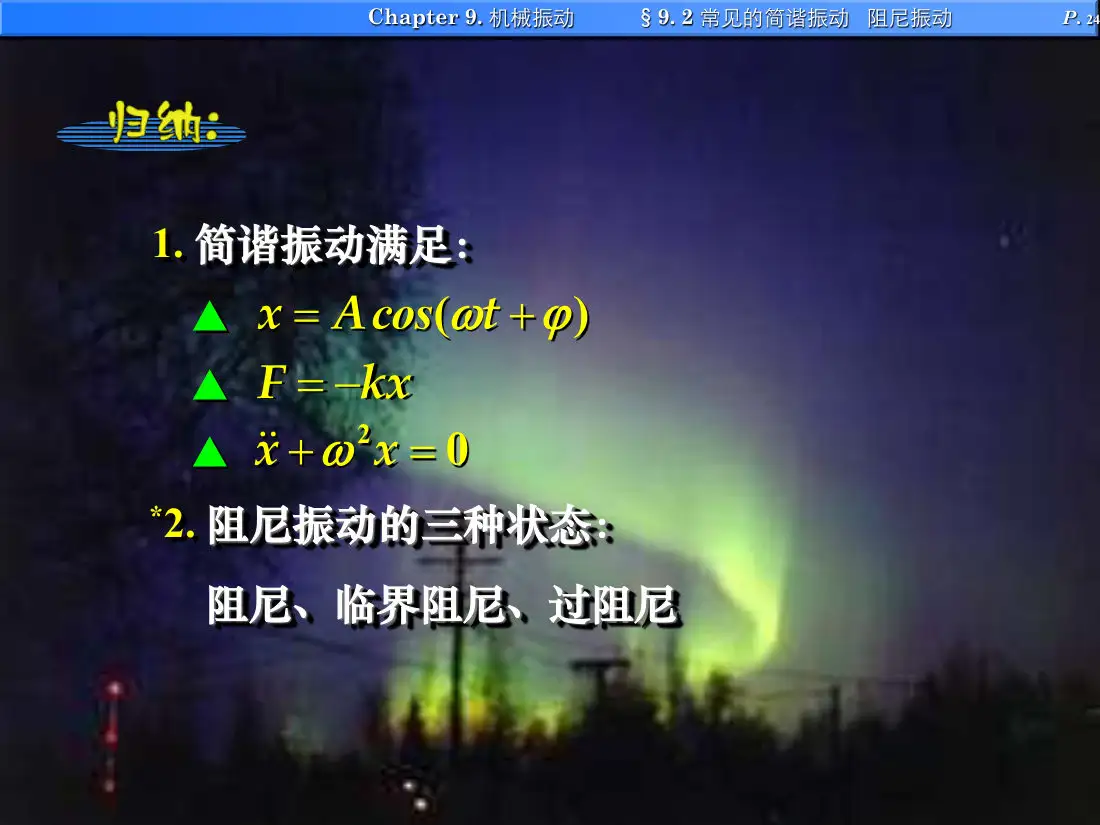 Chapter 9. 机械振动 § 9. 2 常见的简谐振动 阻尼振动 P. 24
归纳:
1. 简谐振动满足:
▲ x = A cos(ωt + φ)
▲ F = −kx
▲ ẍ + ω²x = 0
*2. 阻尼振动的三种状态:
阻尼、临界阻尼、过阻尼